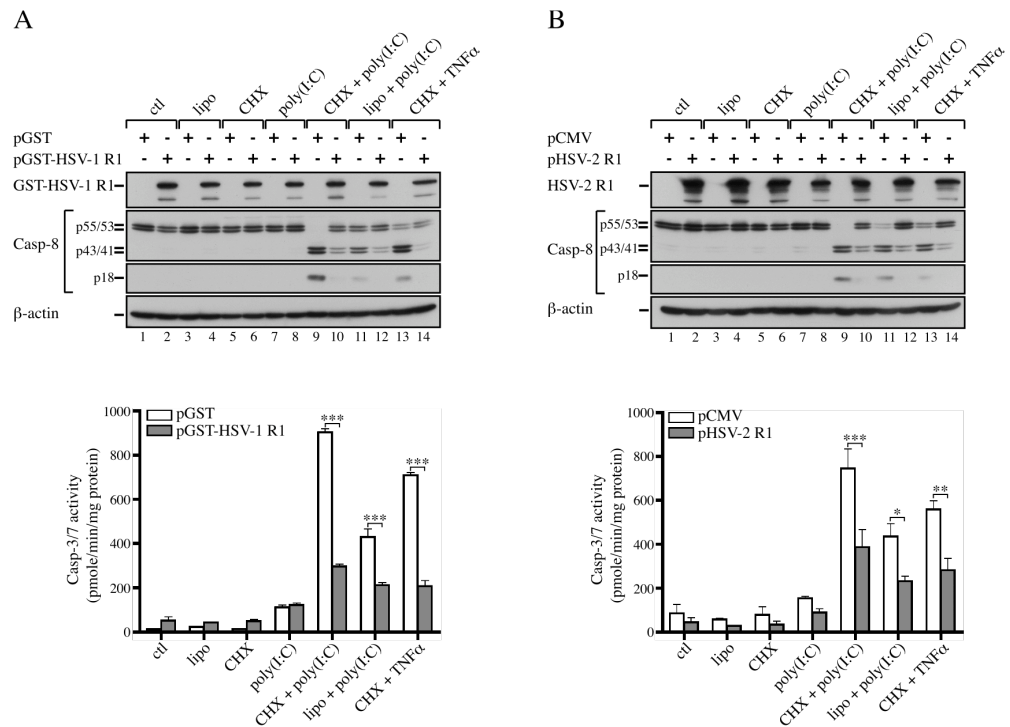 A
ctl lipo CHX poly(I:C) CHX + poly(I:C) lipo + poly(I:C) CHX + TNFα
pGST + - + - + - + - + - + - + -
pGST-HSV-1 R1 - + - + - + - + - + - + - +
GST-HSV-1 R1
Casp-8
p55/53
p43/41
p18
β-actin
1 2 3 4 5 6 7 8 9 10 11 12 13 14
1000
800
600
400
200
0
Casp-3/7 activity
(pmole/min/mg protein)
pGST
pGST-HSV-1 R1
*** *** ***
ctl lipo CHX poly(I:C) CHX + poly(I:C) lipo + poly(I:C) CHX + TNFα
B
ctl lipo CHX poly(I:C) CHX + poly(I:C) lipo + poly(I:C) CHX + TNFα
pCMV + - + - + - + - + - + - + -
pHSV-2 R1 - + - + - + - + - + - + - +
HSV-2 R1
Casp-8
p55/53
p43/41
p18
β-actin
1 2 3 4 5 6 7 8 9 10 11 12 13 14
1000
800
600
400
200
0
Casp-3/7 activity
(pmole/min/mg protein)
pCMV
pHSV-2 R1
*** * **
ctl lipo CHX poly(I:C) CHX + poly(I:C) lipo + poly(I:C) CHX + TNFα